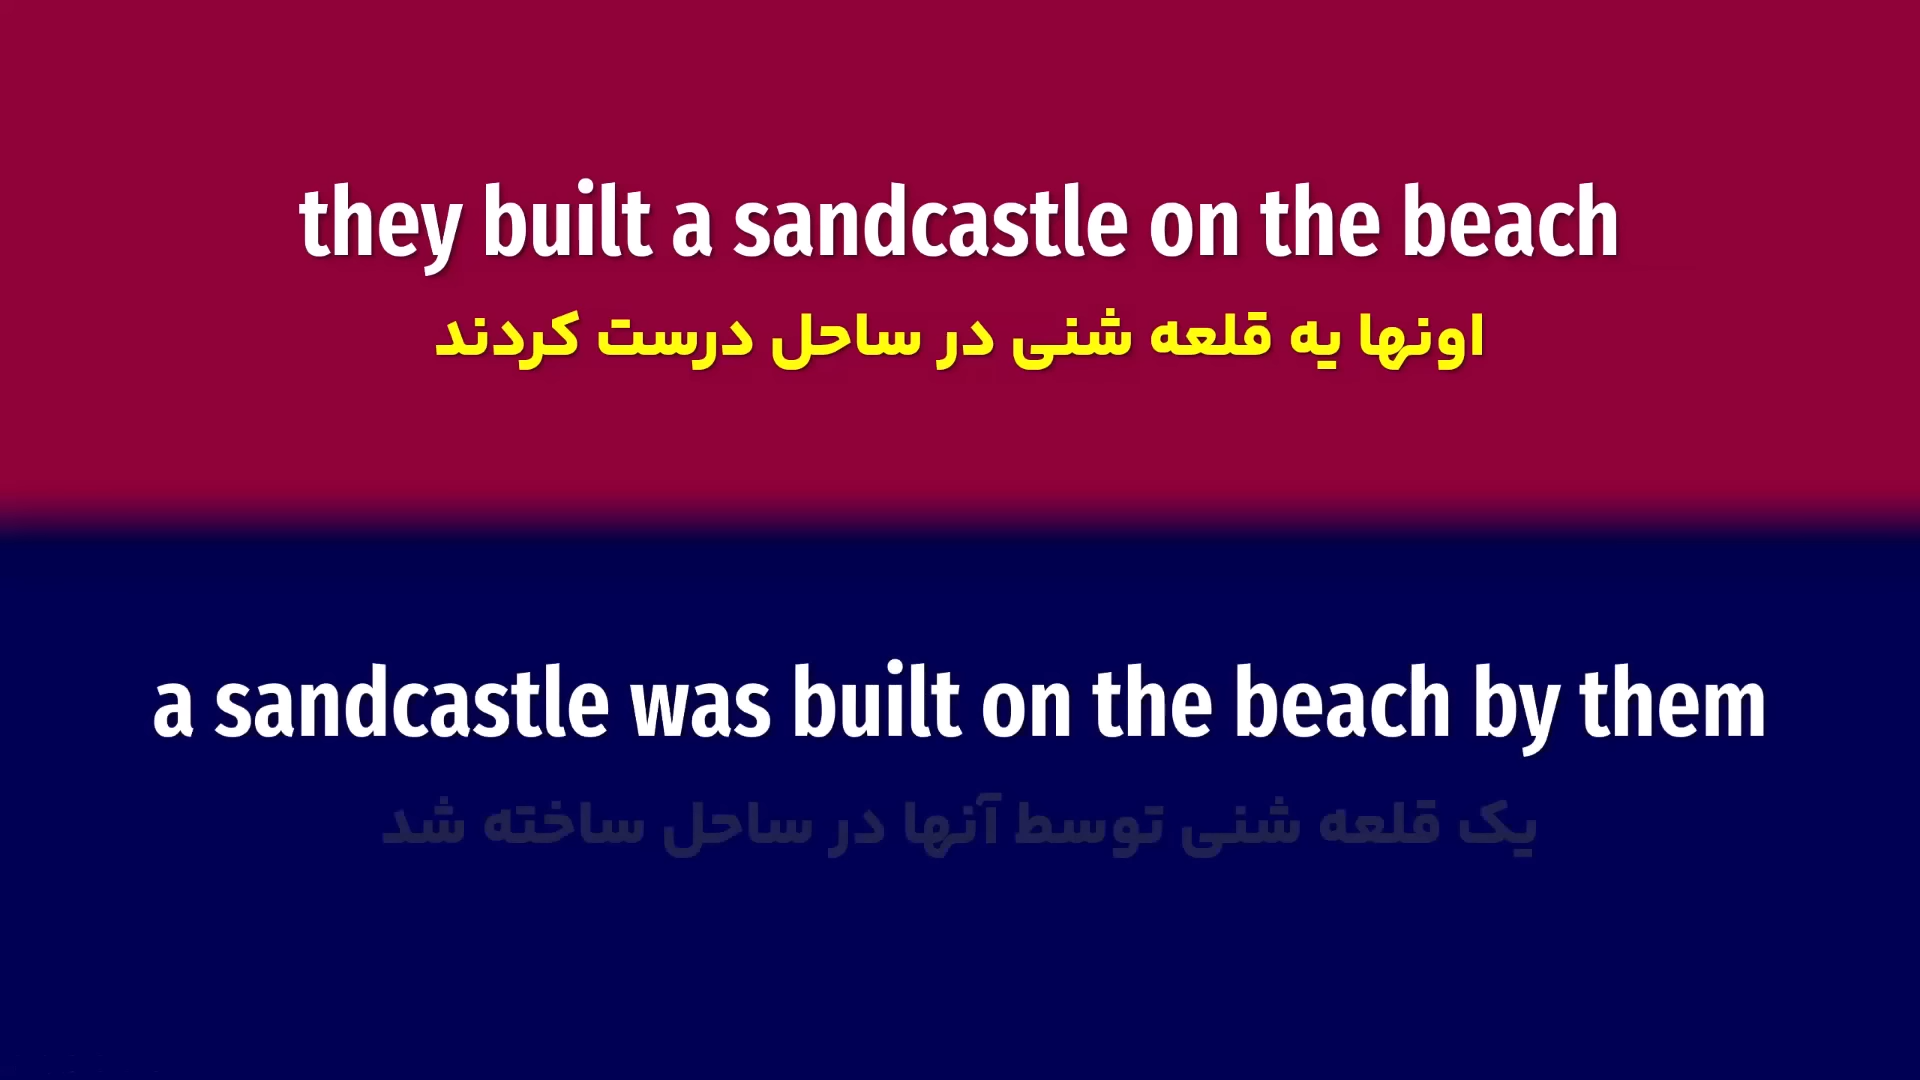 they built a sandcastle on the beach
اونها یه قلعه شنی در ساحل درست کردند
a sandcastle was built on the beach by them
یک قلعه شنی توسط آنها در ساحل ساخته شد